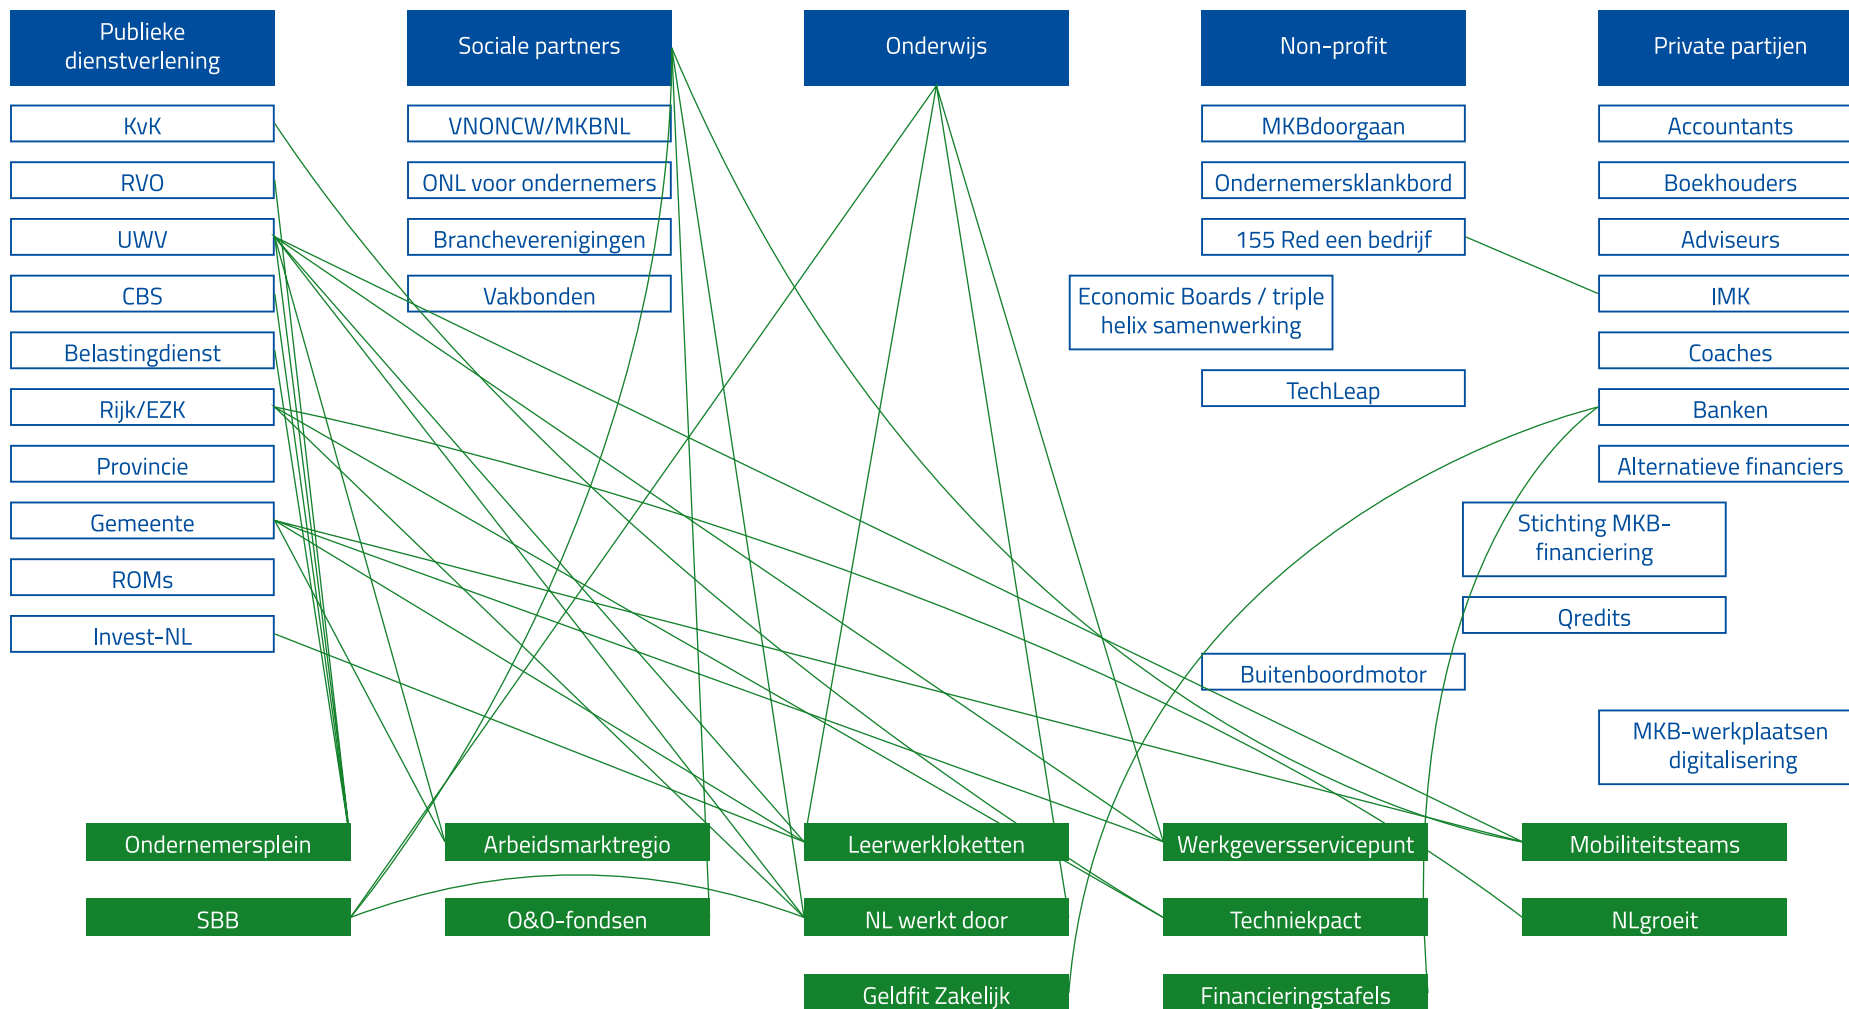 Publieke
dienstverlening
Sociale partners
Onderwijs
Non-profit
Private partijen
KvK
VNONCW/MKBNL
MKBdoorgaan
Accountants
RVO
ONL voor ondernemers
Ondernemersklankbord
Boekhouders
UWV
Brancheverenigingen
155 Red een bedrijf
Adviseurs
CBS
Vakbonden
Economic Boards / triple
helix samenwerking
IMK
Belastingdienst
Coaches
Rijk/EZK
TechLeap
Banken
Provincie
Alternatieve financiers
Gemeente
Stichting MKB-
financiering
ROMs
Qredits
Invest-NL
Buitenboordmotor
MKB-werkplaatsen
digitalisering
Ondernemersplein
Arbeidsmarktregio
Leerwerkloketten
Werkgeversservicepunt
Mobiliteitsteams
SBB
O&O-fondsen
NL werkt door
Techniekpact
NLgroeit
Geldfit Zakelijk
Financieringstafels